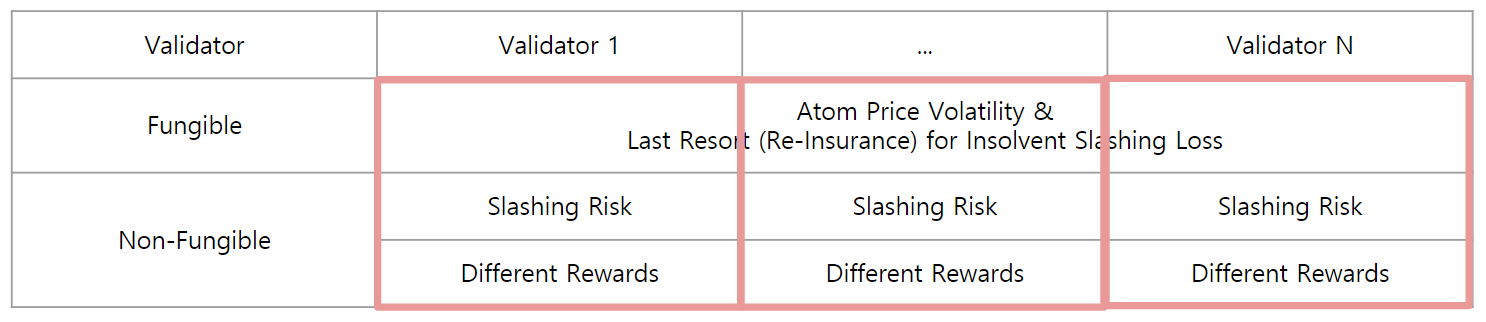 Validator
Validator 1
...
Validator N
Fungible
Atom Price Volatility &
Last Resort (Re-Insurance) for Insolvent Slashing Loss
Non-Fungible
Slashing Risk
Slashing Risk
Slashing Risk
Different Rewards
Different Rewards
Different Rewards